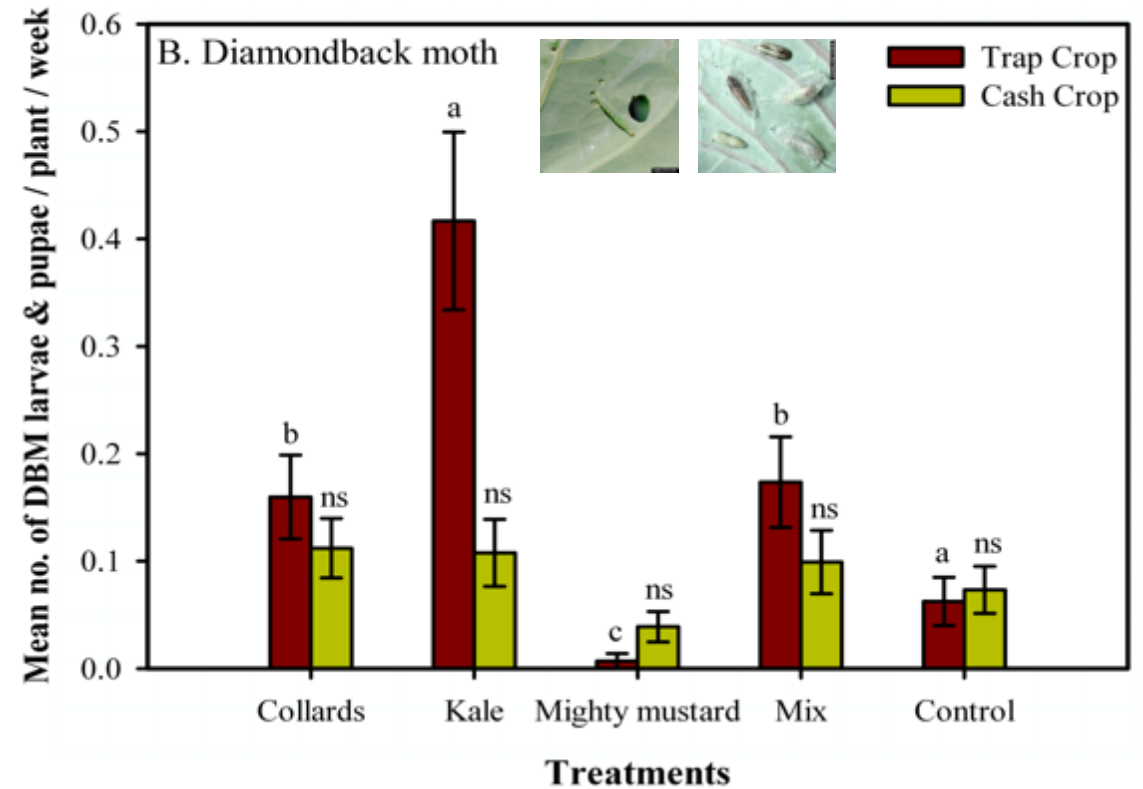 B. Diamondback moth
Trap Crop
Cash Crop
Mean no. of DBM larvae & pupae / plant / week
0.6
0.5
0.4
0.3
0.2
0.1
0.0
b
ns
a
ns
c
ns
b
ns
a
ns
Collards
Kale
Mighty mustard
Mix
Control
Treatments